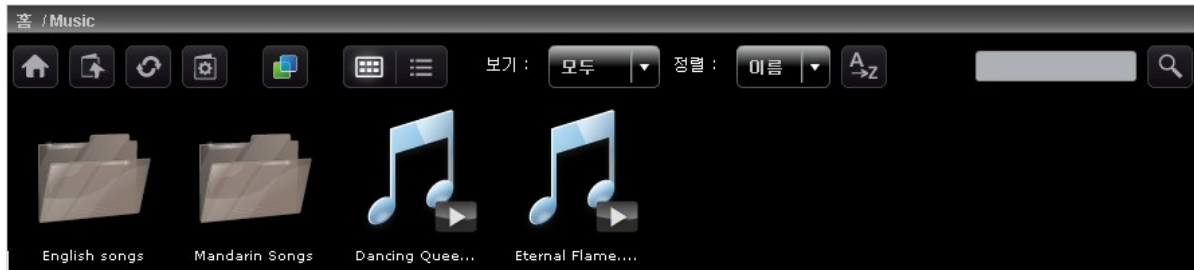 홈 / Music
보기 : 모두 정렬 : 이름 A→Z
English songs Mandarin Songs Dancing Quee... Eternal Flame....